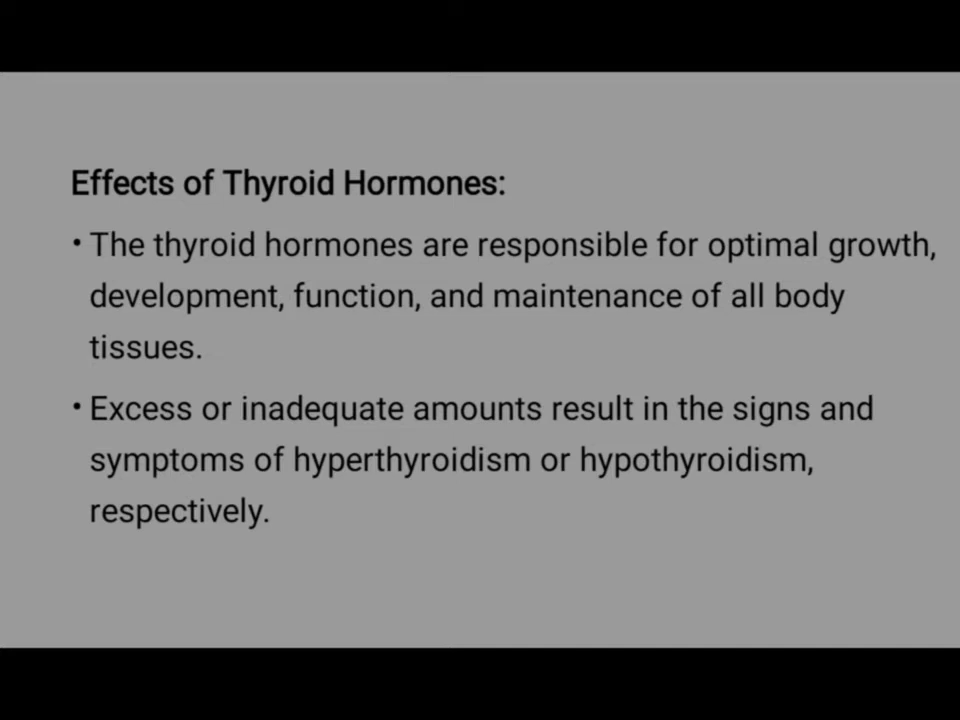 Effects of Thyroid Hormones:
• The thyroid hormones are responsible for optimal growth,
development, function, and maintenance of all body
tissues.
• Excess or inadequate amounts result in the signs and
symptoms of hyperthyroidism or hypothyroidism,
respectively.